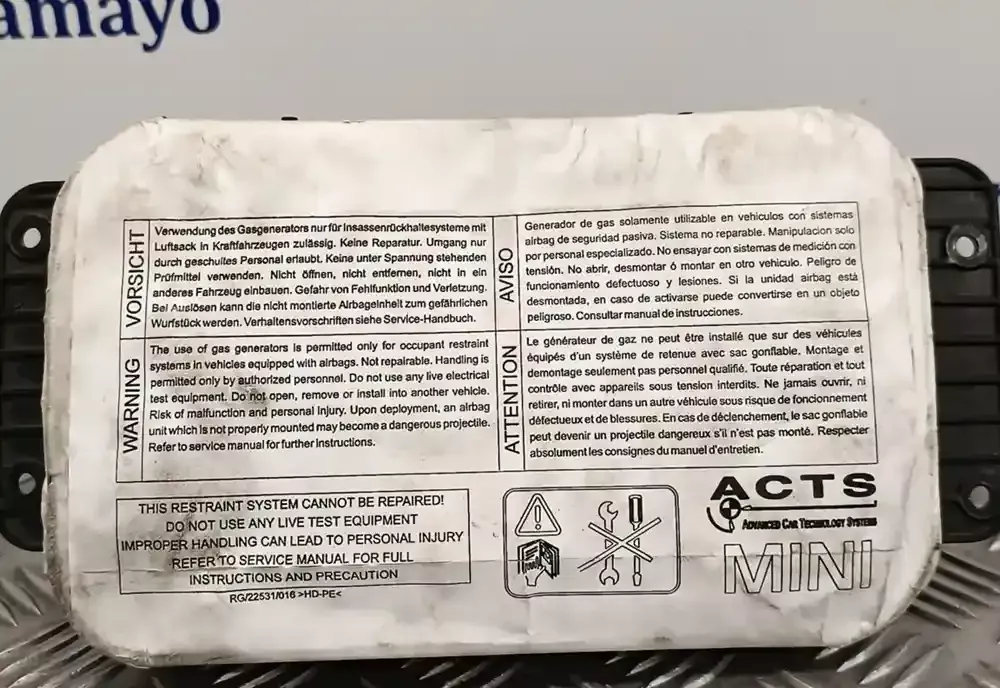 amayo
VORSICHT
Verwendung des Gasgenerators nur für Insassenrückhaltesysteme mit
Luftsack in Kraftfahrzeugen zulässig. Keine Reparatur. Umgang nur
durch geschultes Personal erlaubt. Keine unter Spannung stehenden
Prüfmittel verwenden. Nicht öffnen, nicht entfernen, nicht in ein
anderes Fahrzeug einbauen. Gefahr von Fehlfunktion und Verletzung.
Bei Auslösen kann die nicht montierte Airbageinheit zum gefährlichen
Wurfstück werden. Verhaltensvorschriften siehe Service-Handbuch.
AVISO
Generador de gas solamente utilizable en vehiculos con sistemas
airbag de seguridad pasiva. Sistema no reparable. Manipulacion solo
por personal especializado. No ensayar con sistemas de medición con
tensión. No abrir, desmontar ó montar en otro vehiculo. Peligro de
funcionamiento defectuoso y lesiones. Si la unidad airbag está
desmontada, en caso de activarse puede convertirse en un objeto
peligroso. Consultar manual de instrucciones.
WARNING
The use of gas generators is permitted only for occupant restraint
systems in vehicles equipped with airbags. Not repairable. Handling is
permitted only by authorized personnel. Do not use any live electrical
test equipment. Do not open, remove or install into another vehicle.
Risk of malfunction and personal injury. Upon deployment, an airbag
unit which is not properly mounted may become a dangerous projectile.
Refer to service manual for further instructions.
ATTENTION
Le générateur de gaz ne peut être installé que sur des véhicules
équipés d'un système de retenue avec sac gonflable. Montage et
demontage seulement pas personnel qualifié. Toute réparation et tout
contrôle avec appareils sous tension interdits. Ne jamais ouvrir, ni
retirer, ni monter dans un autre véhicule sous risque de fonctionnement
défectueux et de blessures. En cas de déclenchement, le sac gonflable
peut devenir un projectile dangereux s'il n'est pas monté. Respecter
absolument les consignes du manuel d'entretien.
THIS RESTRAINT SYSTEM CANNOT BE REPAIRED!
DO NOT USE ANY LIVE TEST EQUIPMENT
IMPROPER HANDLING CAN LEAD TO PERSONAL INJURY
REFER TO SERVICE MANUAL FOR FULL
INSTRUCTIONS AND PRECAUTION
RG/22531/016 >HD-PE<
ACTS
ADVANCED CAR TECHNOLOGY SYSTEMS
MINI